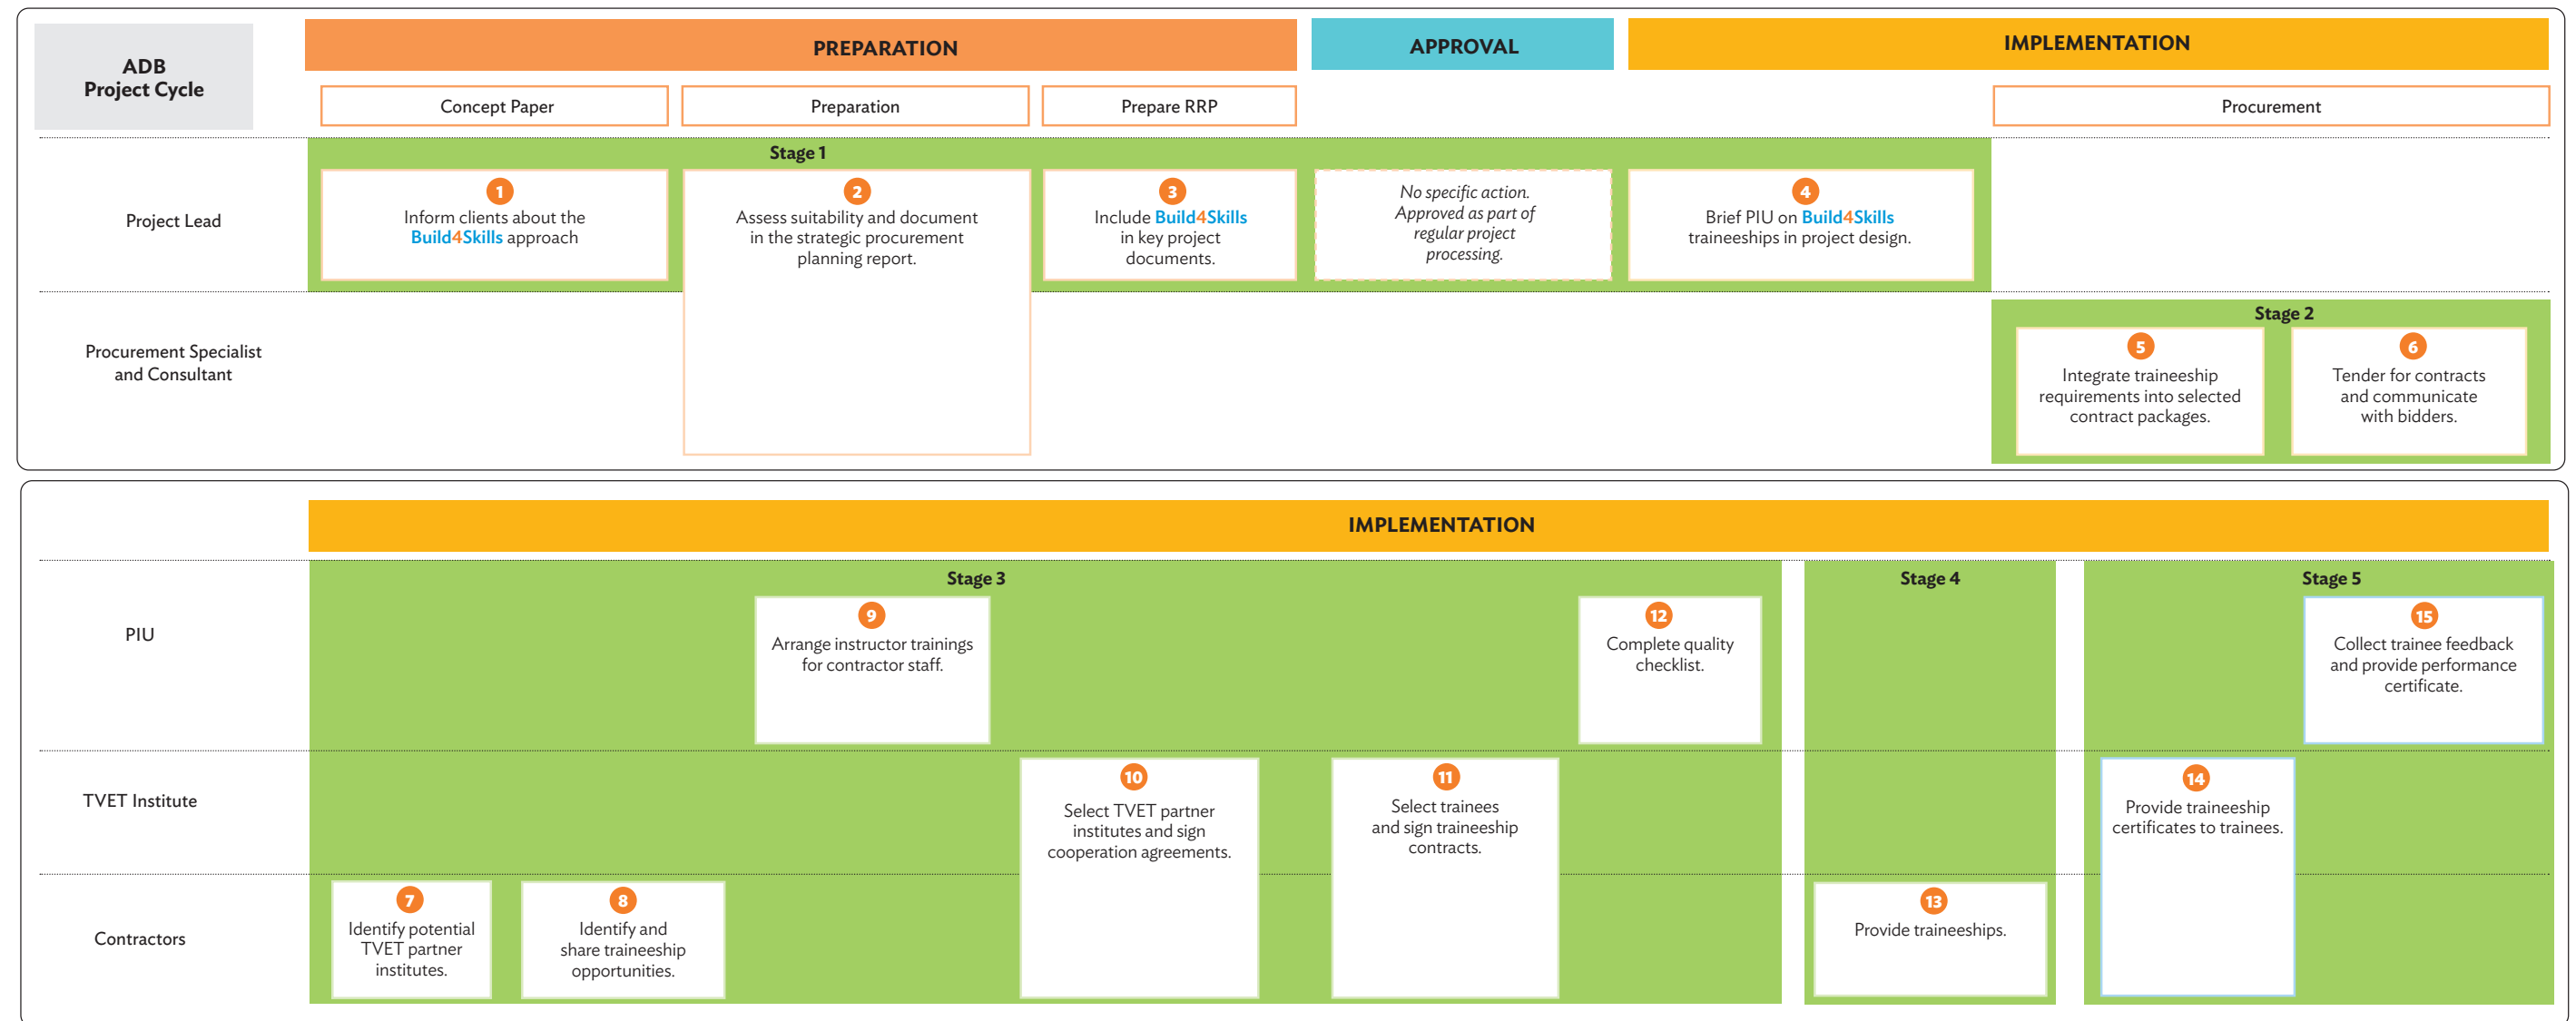 ADB
Project Cycle
PREPARATION
APPROVAL
IMPLEMENTATION
Concept Paper
Preparation
Prepare RRP
Procurement
Stage 1
Project Lead
1
Inform clients about the
Build4Skills approach
2
Assess suitability and document
in the strategic procurement
planning report.
3
Include Build4Skills
in key project
documents.
No specific action.
Approved as part of
regular project
processing.
4
Brief PIU on Build4Skills
traineeships in project design.
Procurement Specialist
and Consultant
Stage 2
5
Integrate traineeship
requirements into selected
contract packages.
6
Tender for contracts
and communicate
with bidders.
IMPLEMENTATION
Stage 3
Stage 4
Stage 5
PIU
9
Arrange instructor trainings
for contractor staff.
12
Complete quality
checklist.
15
Collect trainee feedback
and provide performance
certificate.
TVET Institute
10
Select TVET partner
institutes and sign
cooperation agreements.
11
Select trainees
and sign traineeship
contracts.
14
Provide traineeship
certificates to trainees.
Contractors
7
Identify potential
TVET partner
institutes.
8
Identify and
share traineeship
opportunities.
13
Provide traineeships.